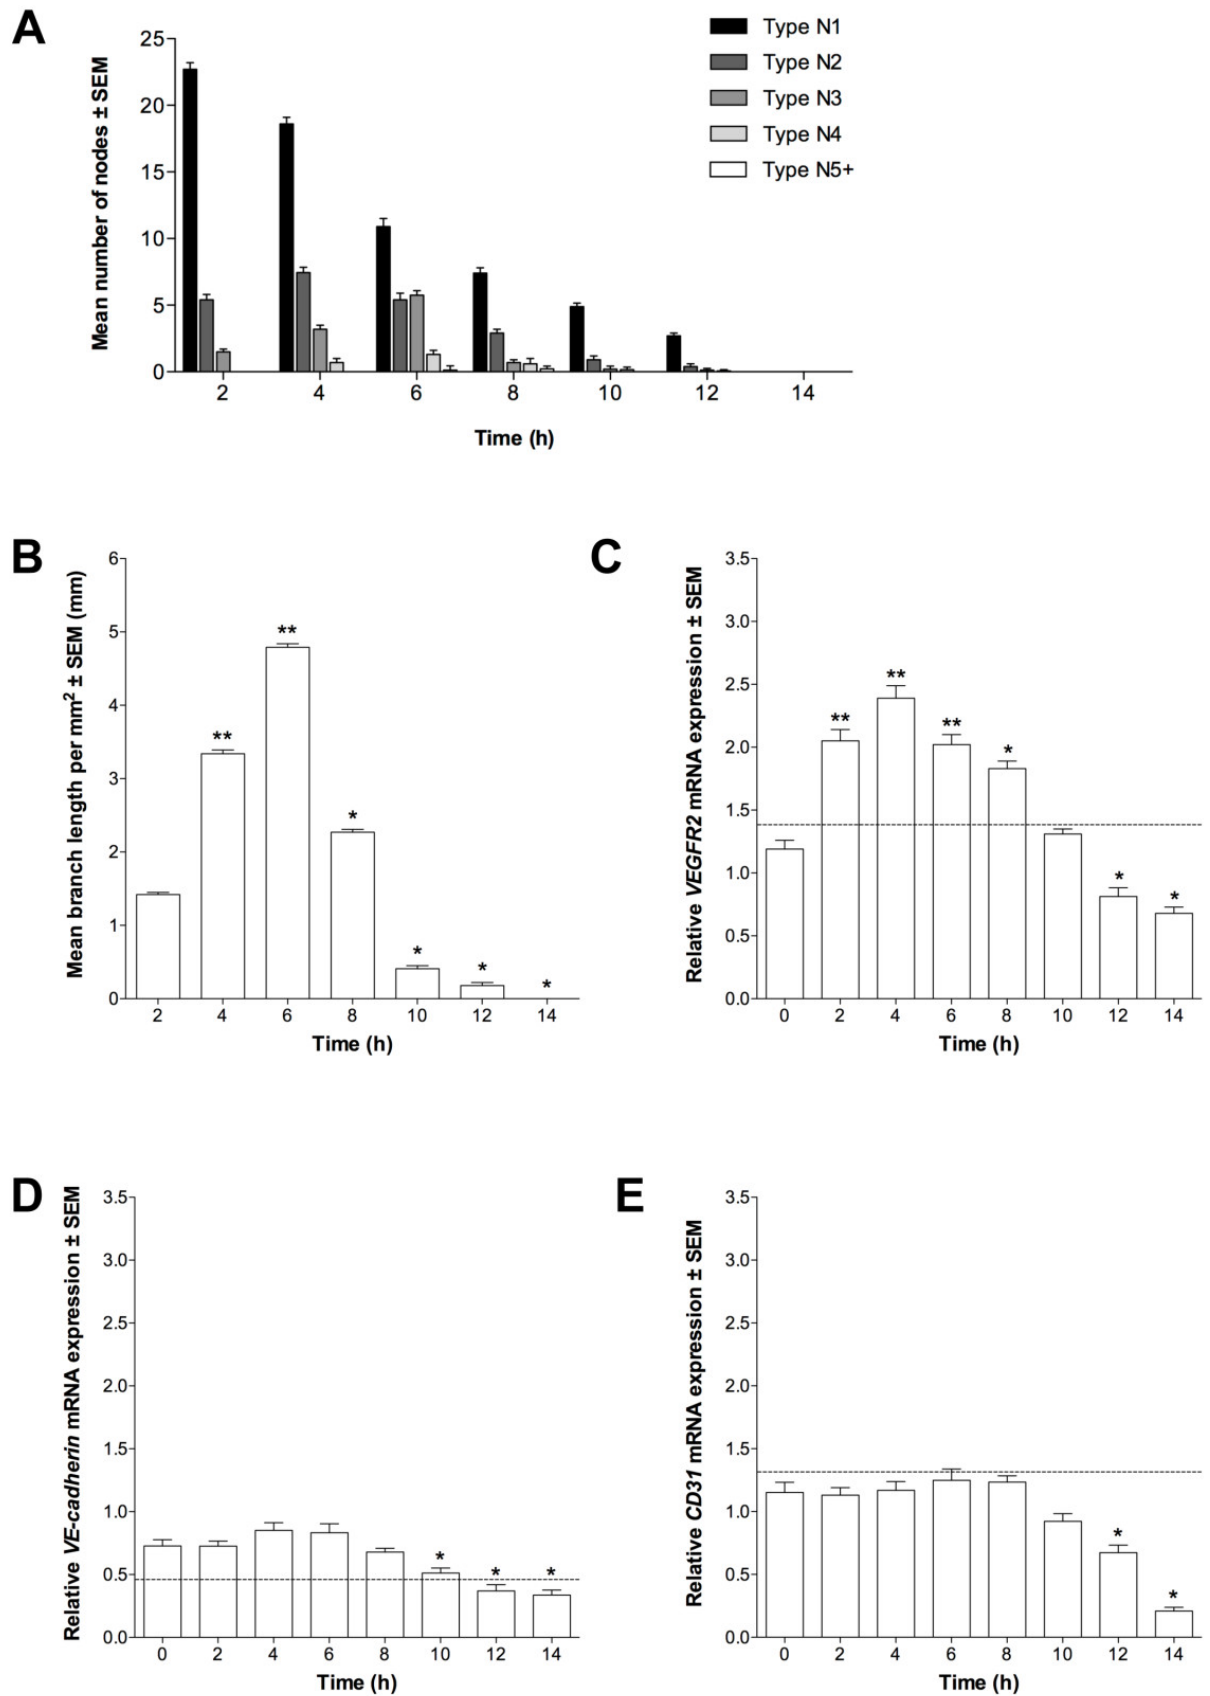 A
Type N1
Type N2
Type N3
Type N4
Type N5+
Mean number of nodes ± SEM
25
20
15
10
5
0
2 4 6 8 10 12 14
Time (h)
B
Mean branch length per mm² ± SEM (mm)
6
5
4
3
2
1
0
** ** * * * *
2 4 6 8 10 12 14
Time (h)
C
Relative VEGFR2 mRNA expression ± SEM
3.5
3.0
2.5
2.0
1.5
1.0
0.5
0.0
** ** ** * * *
0 2 4 6 8 10 12 14
Time (h)
D
Relative VE-cadherin mRNA expression ± SEM
3.5
3.0
2.5
2.0
1.5
1.0
0.5
0.0
* * *
0 2 4 6 8 10 12 14
Time (h)
E
Relative CD31 mRNA expression ± SEM
3.5
3.0
2.5
2.0
1.5
1.0
0.5
0.0
* *
0 2 4 6 8 10 12 14
Time (h)